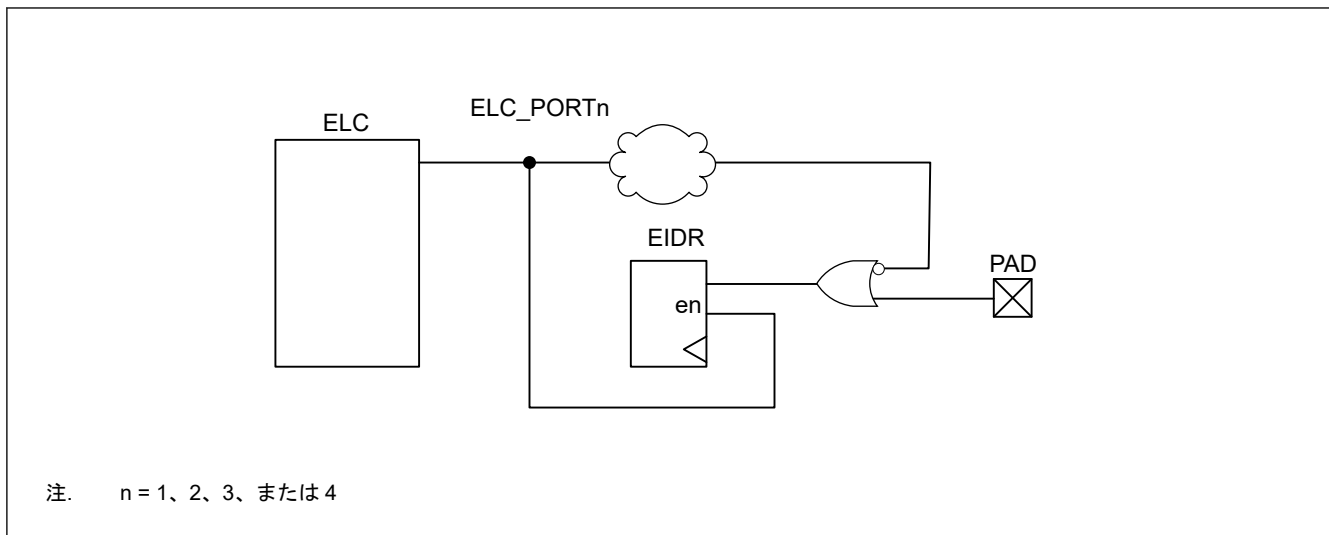 ELC_PORTn
ELC
EIDR
PAD
en
注. n = 1、2、3、または 4